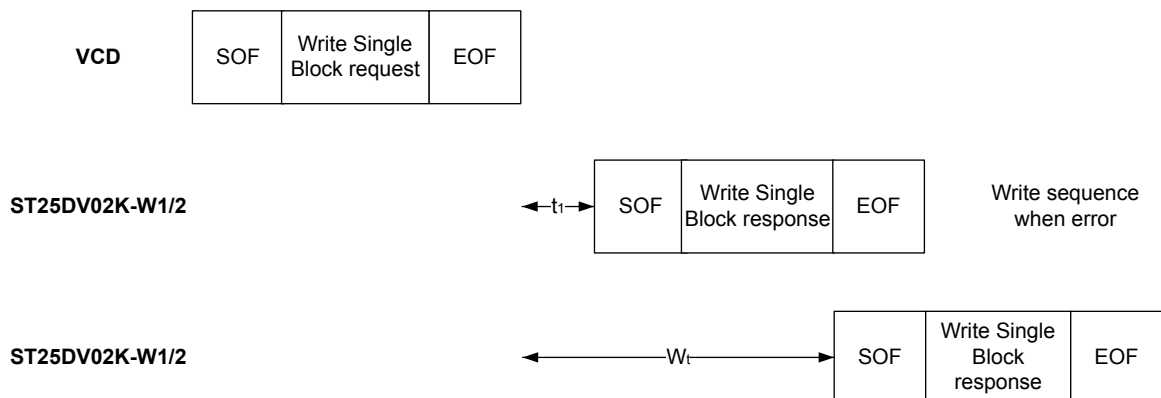 VCD
SOF
Write Single
Block request
EOF
ST25DV02K-W1/2
t1
SOF
Write Single
Block response
EOF
Write sequence
when error
ST25DV02K-W1/2
Wt
SOF
Write Single
Block
response
EOF